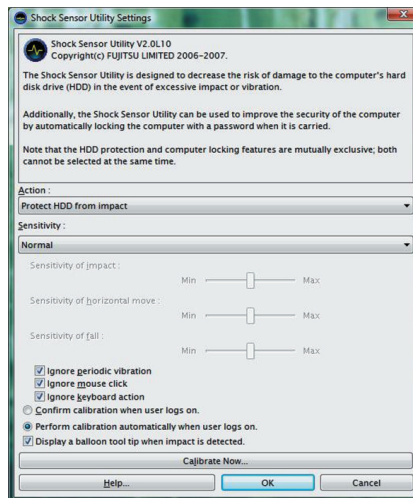 Shock Sensor Utility Settings
Shock Sensor Utility V2.0L10
Copyright(c) FUJITSU LIMITED 2006-2007.
The Shock Sensor Utility is designed to decrease the risk of damage to the computer's hard
disk drive (HDD) in the event of excessive impact or vibration.
Additionally, the Shock Sensor Utility can be used to improve the security of the computer
by automatically locking the computer with a password when it is carried.
Note that the HDD protection and computer locking features are mutually exclusive; both
cannot be selected at the same time.
Action :
Protect HDD from impact
Sensitivity :
Normal
Sensitivity of impact :
Min Max
Sensitivity of horizontal move :
Min Max
Sensitivity of fall :
Min Max
Ignore periodic vibration
Ignore mouse click
Ignore keyboard action
Confirm calibration when user logs on.
Perform calibration automatically when user logs on.
Display a balloon tool tip when impact is detected.
Calibrate Now...
Help... OK Cancel